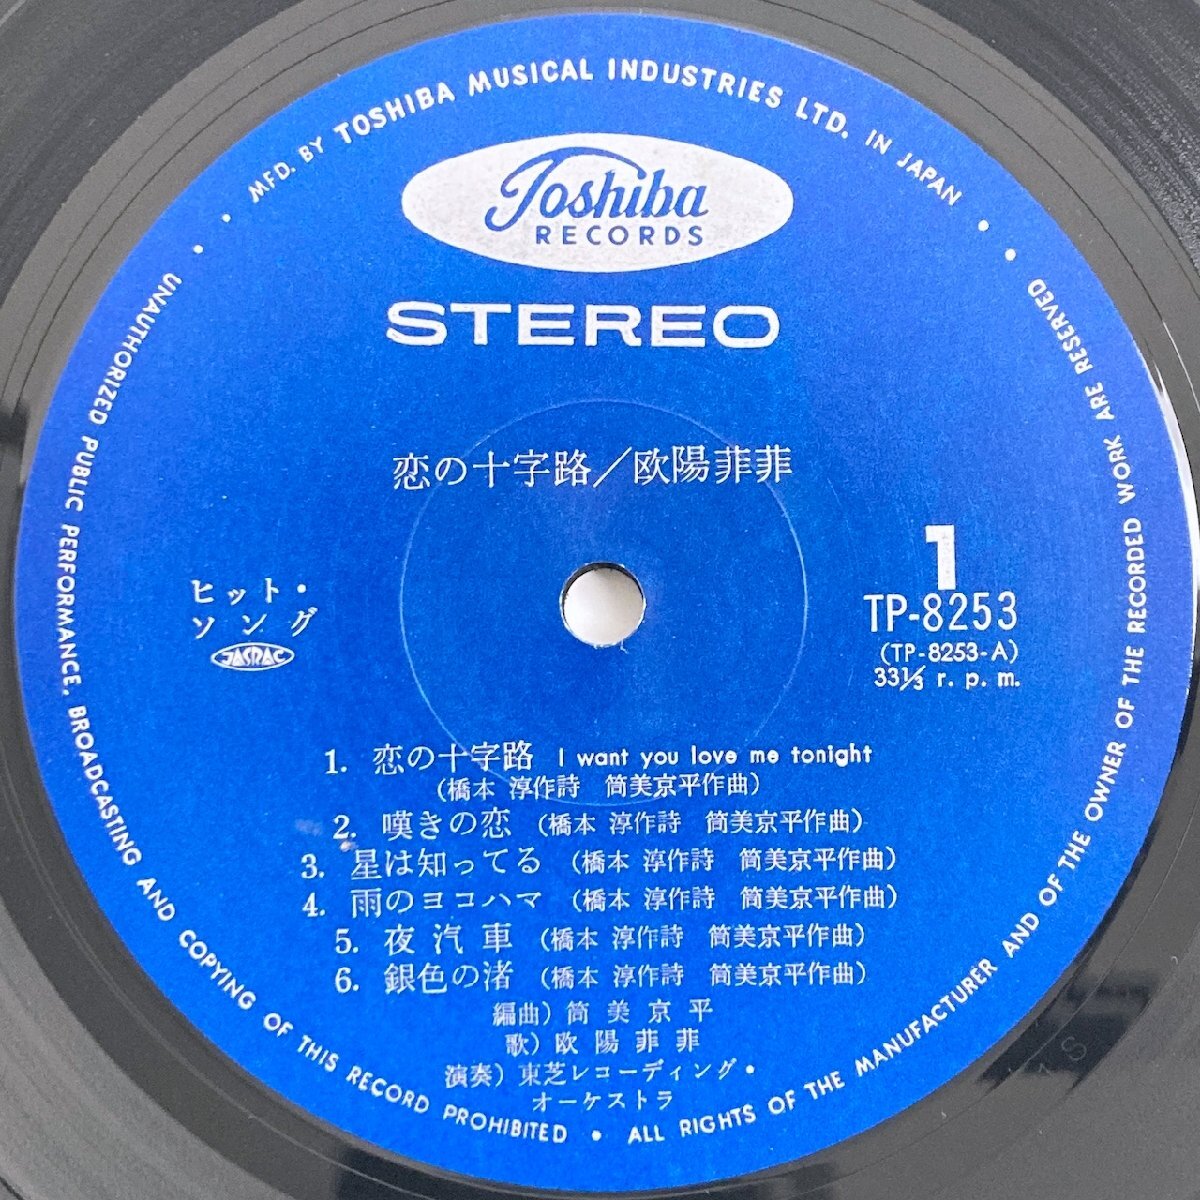 MFD. BY TOSHIBA MUSICAL INDUSTRIES LTD. IN JAPAN
Toshiba
RECORDS
STEREO
恋の十字路/欧陽菲菲
ヒット・
ソング
JASRAC
1
TP-8253
(TP-8253-A)
33⅓ r. p. m.
1. 恋の十字路 I want you love me tonight
(橋本 淳作詩 筒美京平作曲)
2. 嘆きの恋 (橋本 淳作詩 筒美京平作曲)
3. 星は知ってる (橋本 淳作詩 筒美京平作曲)
4. 雨のヨコハマ (橋本 淳作詩 筒美京平作曲)
5. 夜汽車 (橋本 淳作詩 筒美京平作曲)
6. 銀色の渚 (橋本 淳作詩 筒美京平作曲)
編曲) 筒美京平
歌) 欧陽菲菲
演奏) 東芝レコーディング・
オーケストラ
UNAUTHORIZED PUBLIC PERFORMANCE, BROADCASTING AND COPYING OF THIS RECORD PROHIBITED • ALL RIGHTS OF THE MANUFACTURER AND OF THE OWNER OF THE RECORDED WORK ARE RESERVED